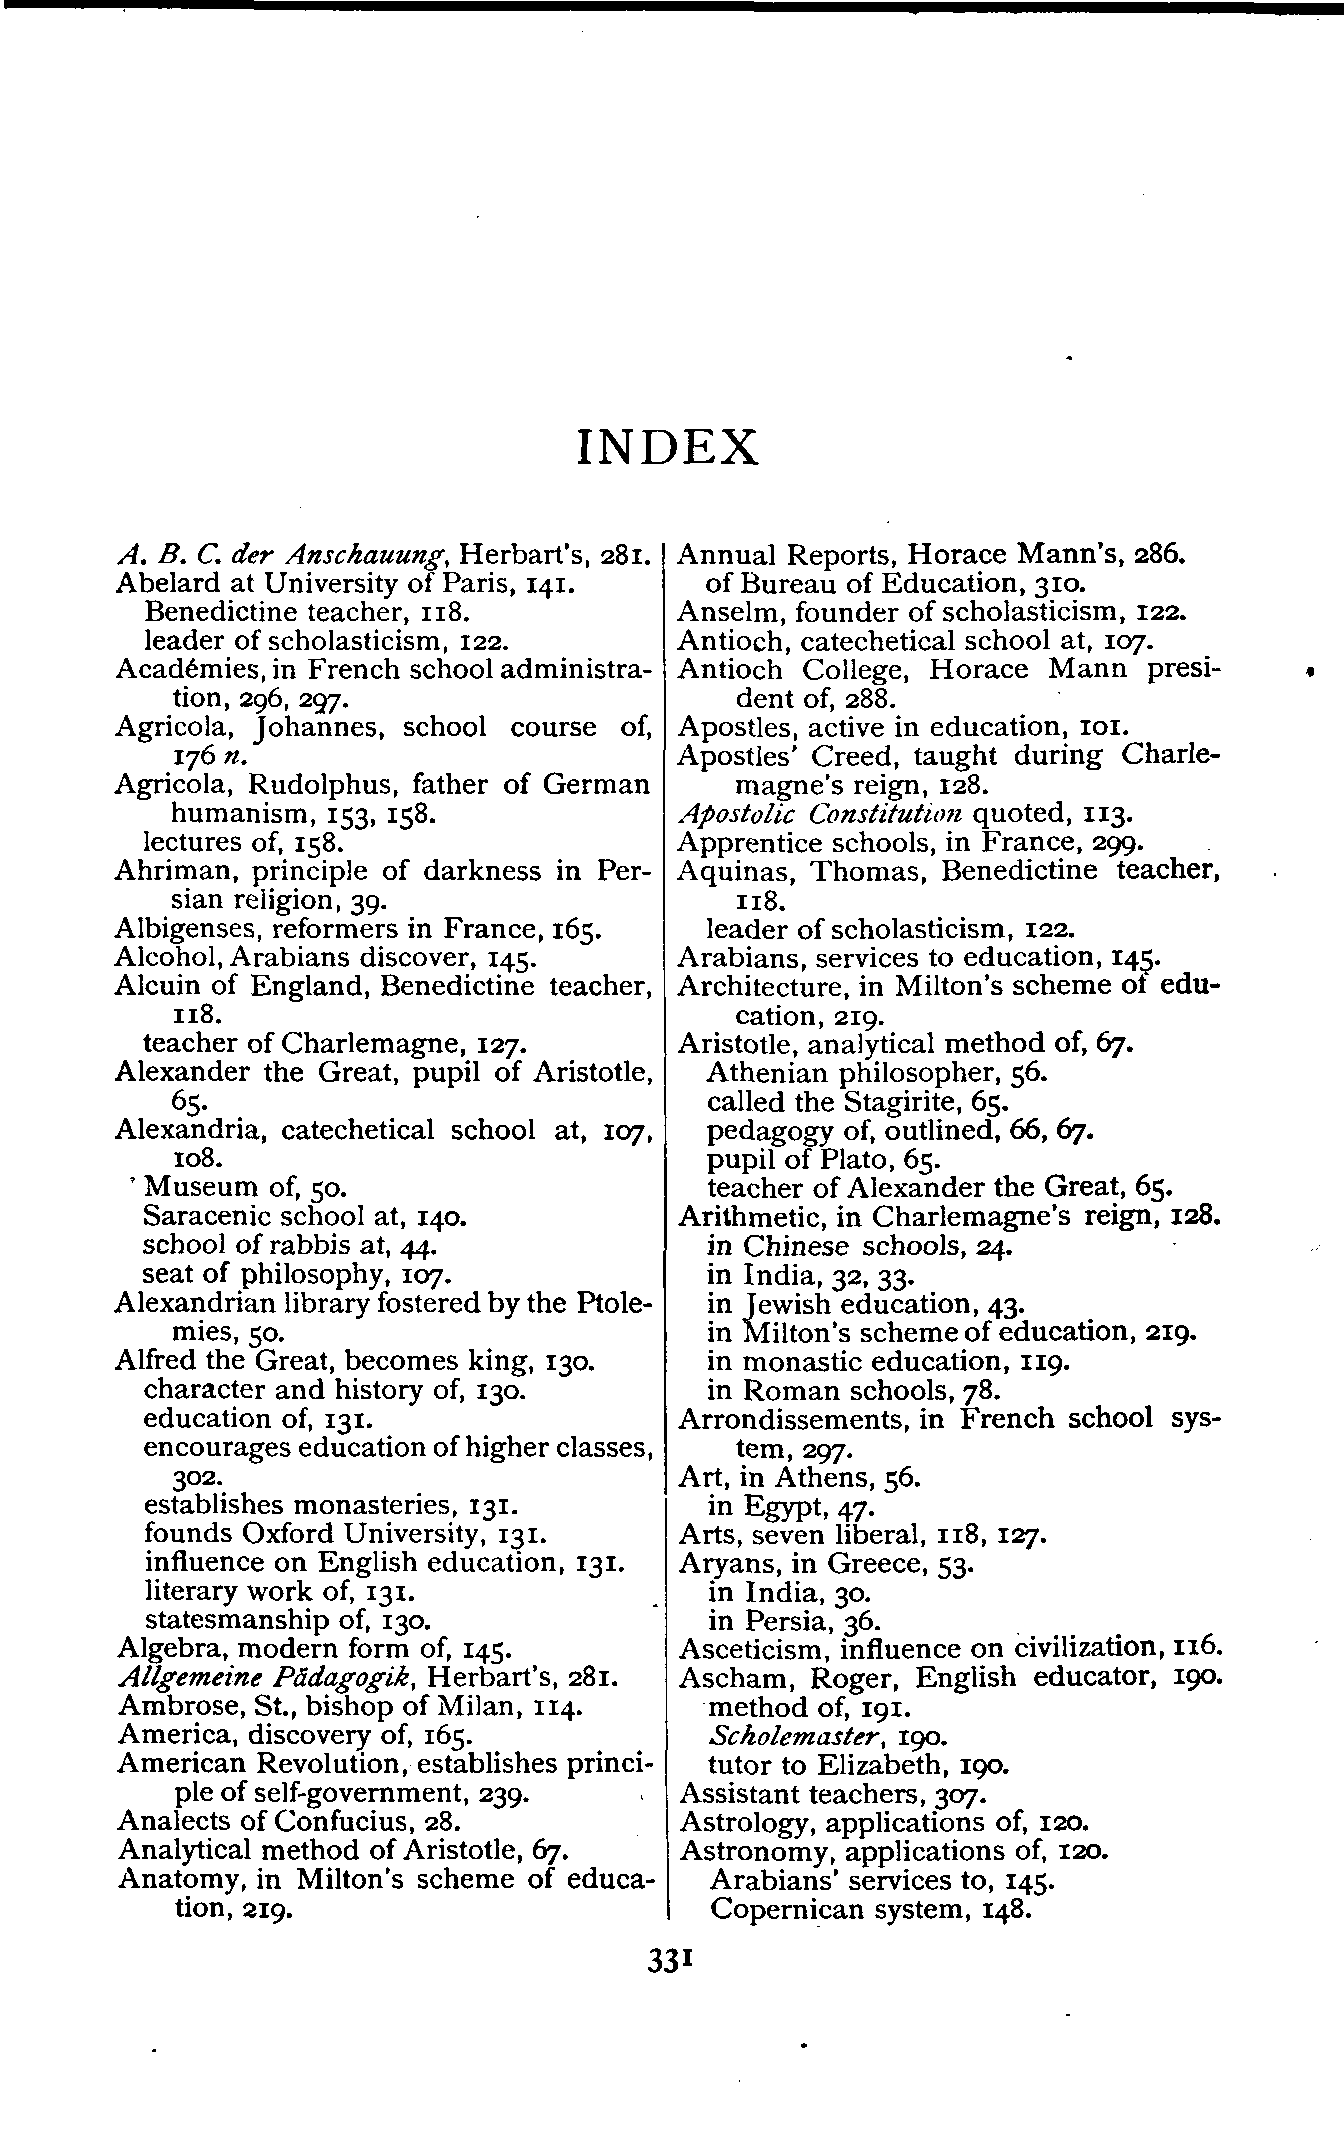 INDEX
A. B. C. der Anschauung, Herbart's, 281.
Abelard at University of Paris, 141.
Benedictine teacher, 118.
leader of scholasticism, 122.
Académies, in French school administra-
tion, 296, 297.
Agricola, Johannes, school course of,
176 n.
Agricola, Rudolphus, father of German
humanism, 153, 158.
lectures of, 158.
Ahriman, principle of darkness in Per-
sian religion, 39.
Albigenses, reformers in France, 165.
Alcohol, Arabians discover, 145.
Alcuin of England, Benedictine teacher,
118.
teacher of Charlemagne, 127.
Alexander the Great, pupil of Aristotle,
65.
Alexandria, catechetical school at, 107,
108.
Museum of, 50.
Saracenic school at, 140.
school of rabbis at, 44.
seat of philosophy, 107.
Alexandrian library fostered by the Ptole-
mies, 50.
Alfred the Great, becomes king, 130.
character and history of, 130.
education of, 131.
encourages education of higher classes,
302.
establishes monasteries, 131.
founds Oxford University, 131.
influence on English education, 131.
literary work of, 131.
statesmanship of, 130.
Algebra, modern form of, 145.
Allgemeine Pädagogik, Herbart's, 281.
Ambrose, St., bishop of Milan, 114.
America, discovery of, 165.
American Revolution, establishes princi-
ple of self-government, 239.
Analects of Confucius, 28.
Analytical method of Aristotle, 67.
Anatomy, in Milton's scheme of educa-
tion, 219.
Annual Reports, Horace Mann's, 286.
of Bureau of Education, 310.
Anselm, founder of scholasticism, 122.
Antioch, catechetical school at, 107.
Antioch College, Horace Mann presi-
dent of, 288.
Apostles, active in education, 101.
Apostles' Creed, taught during Charle-
magne's reign, 128.
Apostolic Constitution quoted, 113.
Apprentice schools, in France, 299.
Aquinas, Thomas, Benedictine teacher,
118.
leader of scholasticism, 122.
Arabians, services to education, 145.
Architecture, in Milton's scheme of edu-
cation, 219.
Aristotle, analytical method of, 67.
Athenian philosopher, 56.
called the Stagirite, 65.
pedagogy of, outlined, 66, 67.
pupil of Plato, 65.
teacher of Alexander the Great, 65.
Arithmetic, in Charlemagne's reign, 128.
in Chinese schools, 24.
in India, 32, 33.
in Jewish education, 43.
in Milton's scheme of education, 219.
in monastic education, 119.
in Roman schools, 78.
Arrondissements, in French school sys-
tem, 297.
Art, in Athens, 56.
in Egypt, 47.
Arts, seven liberal, 118, 127.
Aryans, in Greece, 53.
in India, 30.
in Persia, 36.
Asceticism, influence on civilization, 116.
Ascham, Roger, English educator, 190.
method of, 191.
Scholemaster, 190.
tutor to Elizabeth, 190.
Assistant teachers, 307.
Astrology, applications of, 120.
Astronomy, applications of, 120.
Arabians' services to, 145.
Copernican system, 148.
331